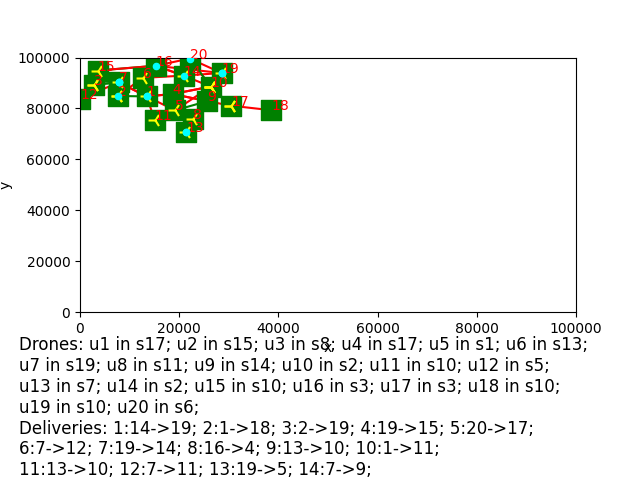 100000
80000
60000
40000
20000
0
y
0 20000 40000 60000 80000 100000
x
20
16
19
15
17
18
Drones: u1 in s17; u2 in s15; u3 in s8; u4 in s17; u5 in s1; u6 in s13;
u7 in s19; u8 in s11; u9 in s14; u10 in s2; u11 in s10; u12 in s5;
u13 in s7; u14 in s2; u15 in s10; u16 in s3; u17 in s3; u18 in s10;
u19 in s10; u20 in s6;
Deliveries: 1:14->19; 2:1->18; 3:2->19; 4:19->15; 5:20->17;
6:7->12; 7:19->14; 8:16->4; 9:13->10; 10:1->11;
11:13->10; 12:7->11; 13:19->5; 14:7->9;